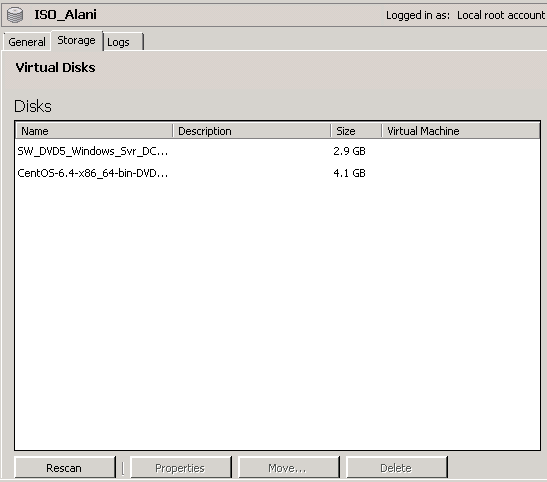 ISO_Alani Logged in as: Local root account
General Storage Logs
Virtual Disks
Disks
Name Description Size Virtual Machine
SW_DVD5_Windows_Svr_DC... 2.9 GB
CentOS-6.4-x86_64-bin-DVD... 4.1 GB
Rescan Properties Move... Delete